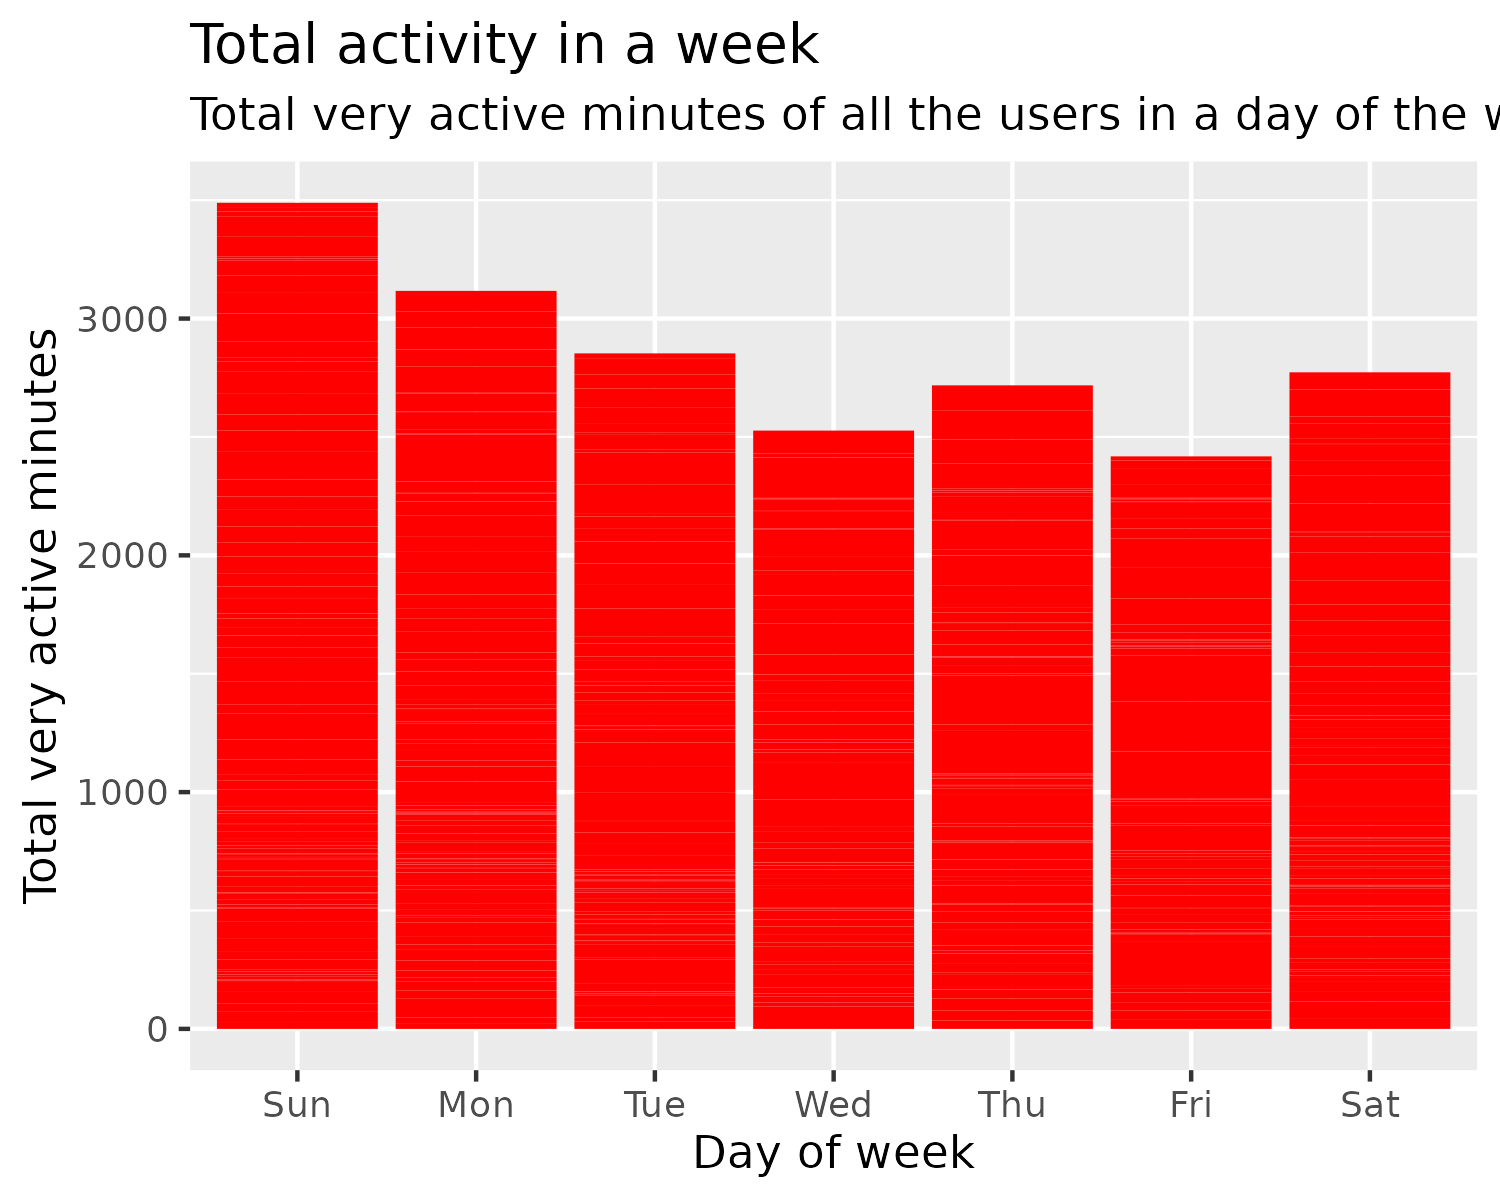 Total activity in a week
Total very active minutes of all the users in a day of the
Total very active minutes
3000
2000
1000
0
Sun Mon Tue Wed Thu Fri Sat
Day of week